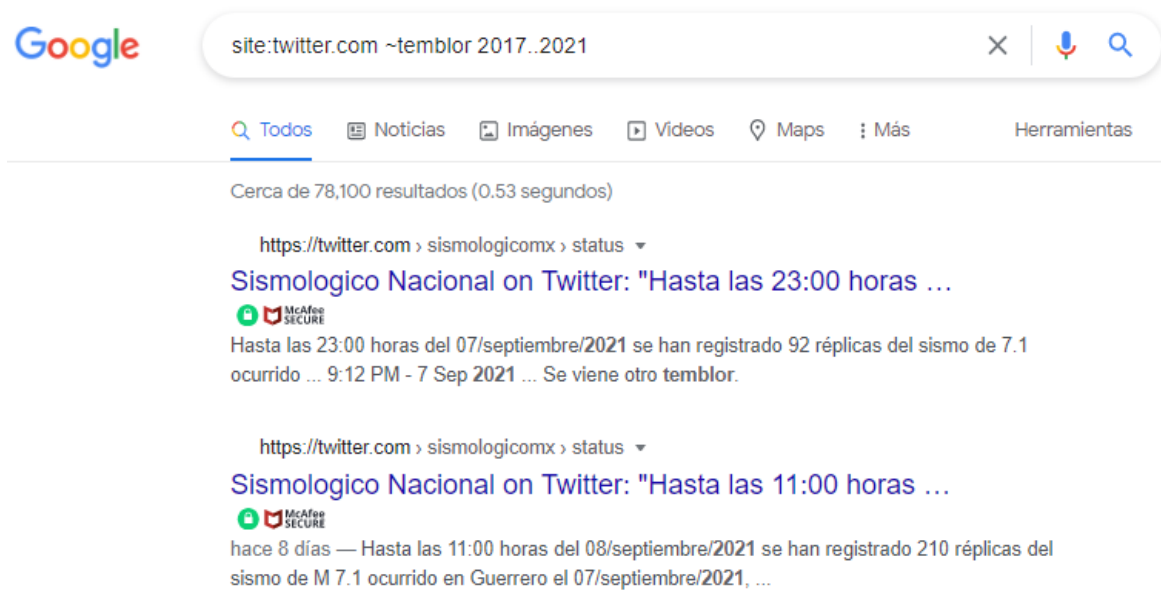 Google
site:twitter.com ~temblor 2017..2021
Todos Noticias Imágenes Videos Maps Más Herramientas
Cerca de 78,100 resultados (0.53 segundos)
https://twitter.com › sismologicomx › status
Sismologico Nacional on Twitter: "Hasta las 23:00 horas ...
McAfee SECURE
Hasta las 23:00 horas del 07/septiembre/2021 se han registrado 92 réplicas del sismo de 7.1
ocurrido ... 9:12 PM - 7 Sep 2021 ... Se viene otro temblor.
https://twitter.com › sismologicomx › status
Sismologico Nacional on Twitter: "Hasta las 11:00 horas ...
McAfee SECURE
hace 8 días — Hasta las 11:00 horas del 08/septiembre/2021 se han registrado 210 réplicas del
sismo de M 7.1 ocurrido en Guerrero el 07/septiembre/2021, ...